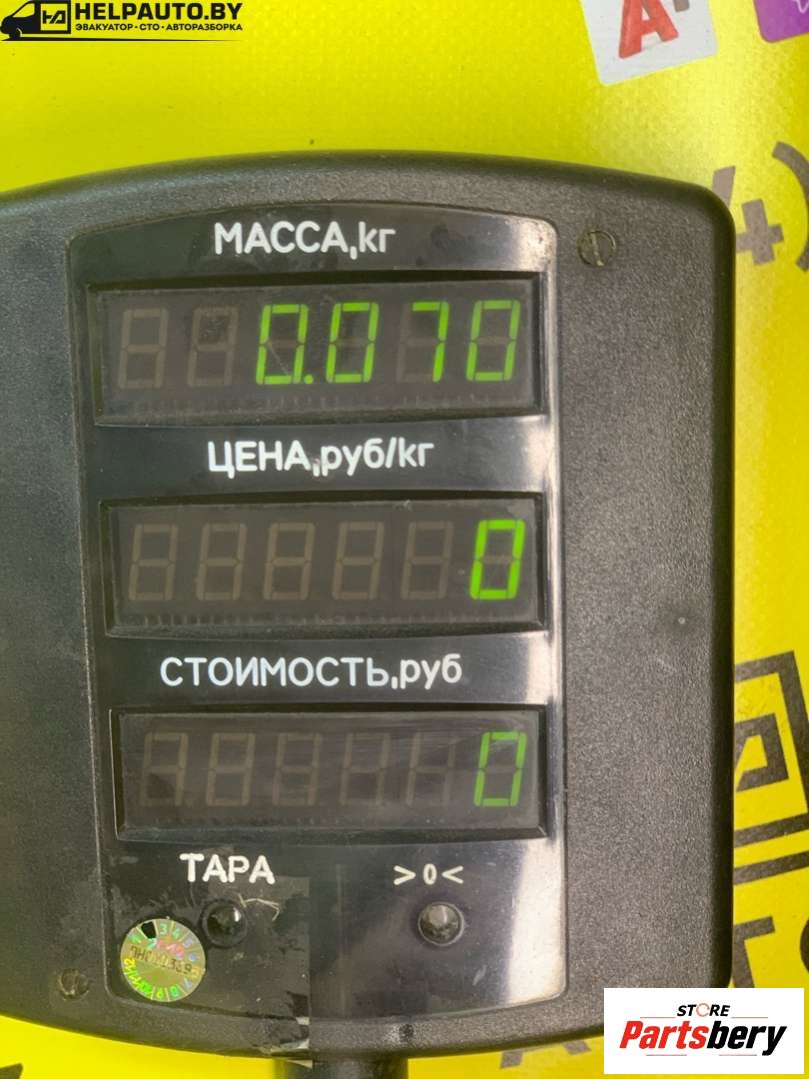 HELPAUTO.BY
ЭВАКУАТОР • СТО • АВТОРАЗБОРКА
МАССА,кг
0.070
ЦЕНА,руб/кг
0
СТОИМОСТЬ,руб
0
ТАРА >0<
STORE
Partsbery